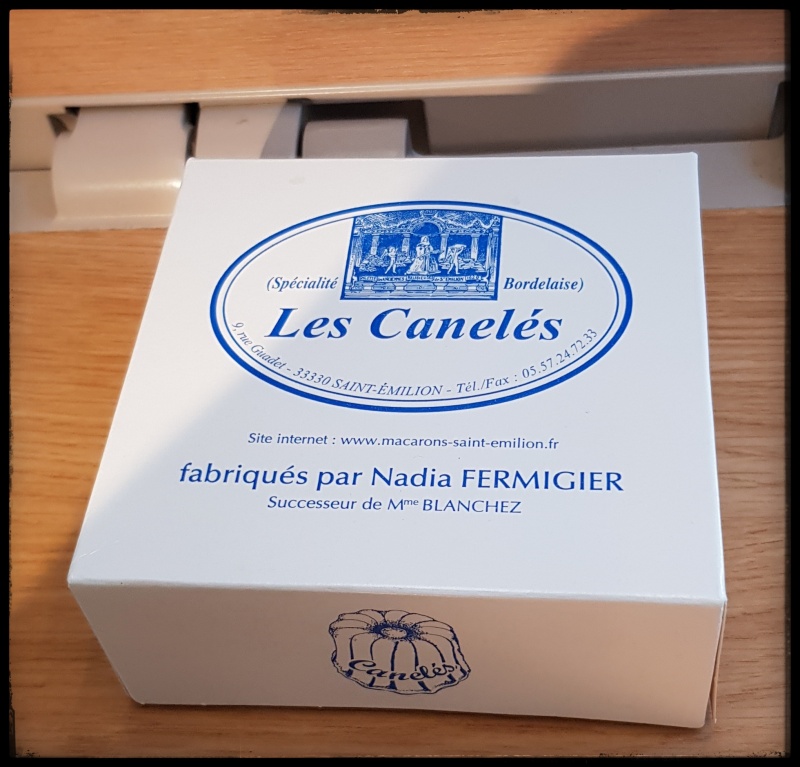 (Spécialité Bordelaise)
Les Canelés
9, rue Guadet - 33330 SAINT-ÉMILION - Tél./Fax : 05.57.24.72.33
Site internet : www.macarons-saint-emilion.fr
fabriqués par Nadia FERMIGIER
Successeur de Mme BLANCHEZ
Canelés